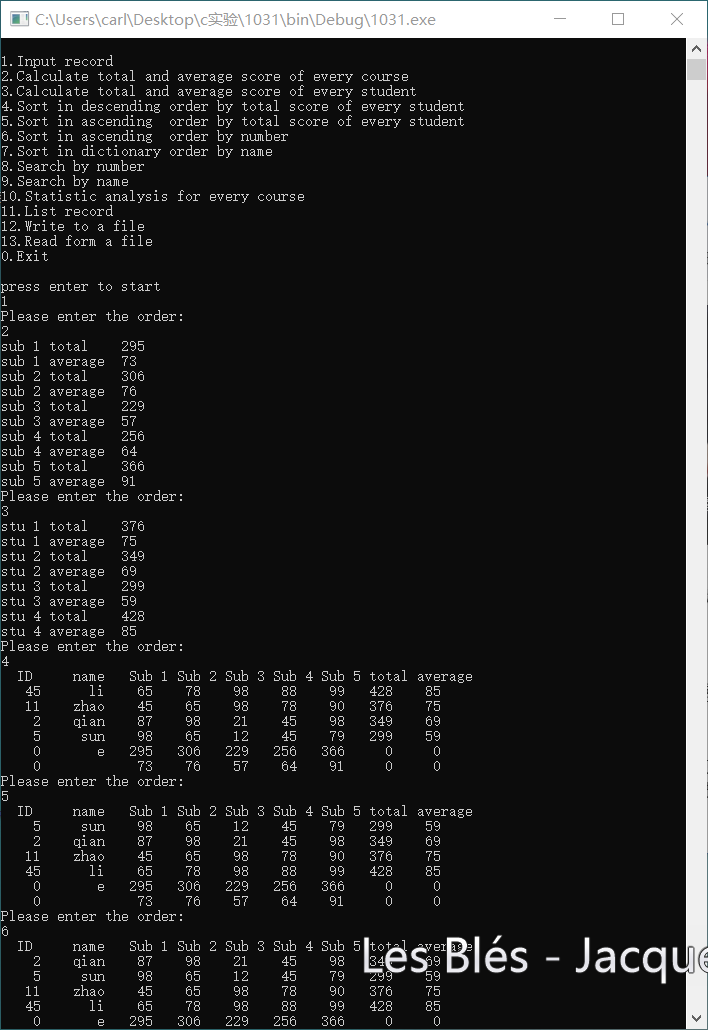 C:\Users\carl\Desktop\c实验\1031\bin\Debug\1031.exe
1.Input record
2.Calculate total and average score of every course
3.Calculate total and average score of every student
4.Sort in descending order by total score of every student
5.Sort in ascending  order by total score of every student
6.Sort in ascending  order by number
7.Sort in dictionary order by name
8.Search by number
9.Search by name
10.Statistic analysis for every course
11.List record
12.Write to a file
13.Read form a file
0.Exit
press enter to start
1
Please enter the order:
2
sub 1 total    295
sub 1 average  73
sub 2 total    306
sub 2 average  76
sub 3 total    229
sub 3 average  57
sub 4 total    256
sub 4 average  64
sub 5 total    366
sub 5 average  91
Please enter the order:
3
stu 1 total    376
stu 1 average  75
stu 2 total    349
stu 2 average  69
stu 3 total    299
stu 3 average  59
stu 4 total    428
stu 4 average  85
Please enter the order:
4
  ID     name   Sub 1 Sub 2 Sub 3 Sub 4 Sub 5 total average
   45      li    65    78    98    88    99   428    85
   11    zhao    45    65    98    78    90   376    75
    2    qian    87    98    21    45    98   349    69
    5     sun    98    65    12    45    79   299    59
    0       e   295   306   229   256   366     0     0
    0            73    76    57    64    91     0     0
Please enter the order:
5
  ID     name   Sub 1 Sub 2 Sub 3 Sub 4 Sub 5 total average
    5     sun    98    65    12    45    79   299    59
    2    qian    87    98    21    45    98   349    69
   11    zhao    45    65    98    78    90   376    75
   45      li    65    78    98    88    99   428    85
    0       e   295   306   229   256   366     0     0
    0            73    76    57    64    91     0     0
Please enter the order:
6
  ID     name   Sub 1 Sub 2 Sub 3 Sub 4 Sub 5 total average
    2    qian    87    98    21    45    98   349    69
    5     sun    98    65    12    45    79   299    59
   11    zhao    45    65    98    78    90   376    75
   45      li    65    78    98    88    99   428    85
    0       e   295   306   229   256   366     0     0
Les Blés - Jacque